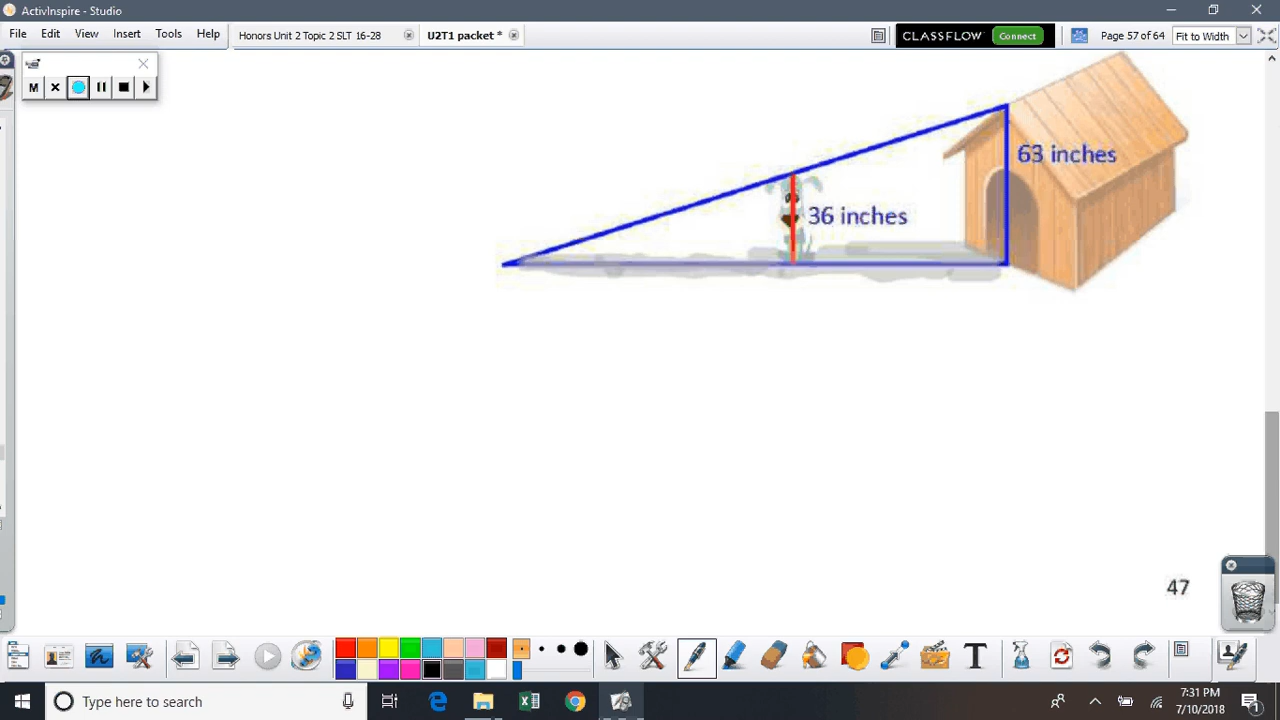 ActivInspire - Studio
File Edit View Insert Tools Help
Honors Unit 2 Topic 2 SLT 16-28
U2T1 packet *
CLASSFLOW Connect
Page 57 of 64
Fit to Width
M
63 inches
36 inches
47
T
Type here to search
7:31 PM
7/10/2018
1